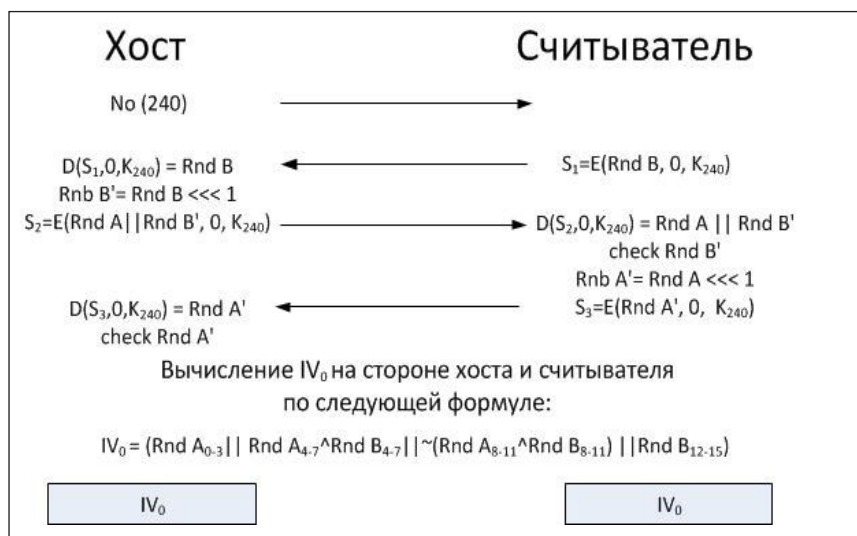 Хост
Считыватель
No (240)
D(S₁,0,K₂₄₀) = Rnd B
S₁=E(Rnd B, 0, K₂₄₀)
Rnb B'= Rnd B <<< 1
S₂=E(Rnd A||Rnd B', 0, K₂₄₀)
D(S₂,0,K₂₄₀) = Rnd A || Rnd B'
check Rnd B'
Rnb A'= Rnd A <<< 1
D(S₃,0,K₂₄₀) = Rnd A'
S₃=E(Rnd A', 0, K₂₄₀)
check Rnd A'
Вычисление IV₀ на стороне хоста и считывателя
по следующей формуле:
IV₀ = (Rnd A₀₋₃|| Rnd A₄₋₇^Rnd B₄₋₇||~(Rnd A₈₋₁₁^Rnd B₈₋₁₁) ||Rnd B₁₂₋₁₅)
IV₀
IV₀